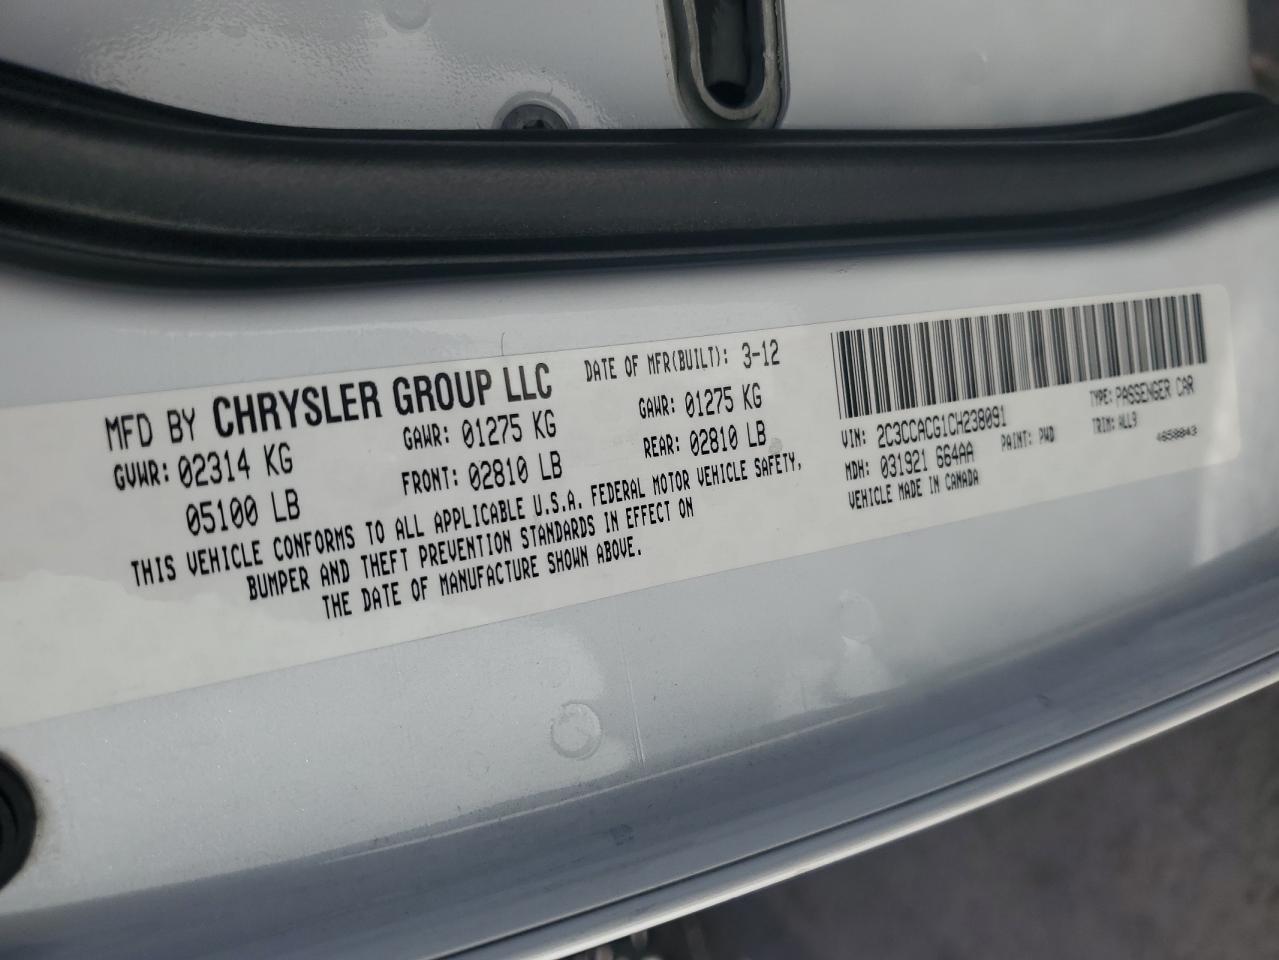 MFD BY CHRYSLER GROUP LLC
DATE OF MFR(BUILT): 3-12
GVWR: 02314 KG
05100 LB
GAWR: 01275 KG
FRONT: 02810 LB
GAWR: 01275 KG
REAR: 02810 LB
THIS VEHICLE CONFORMS TO ALL APPLICABLE U.S.A. FEDERAL MOTOR VEHICLE SAFETY,
BUMPER AND THEFT PREVENTION STANDARDS IN EFFECT ON
THE DATE OF MANUFACTURE SHOWN ABOVE.
VIN: 2C3CCACG1CH238091
TYPE: PASSENGER CAR
MDH: 031921 664AA
PAINT: PWD
TRIM: HLL9
VEHICLE MADE IN CANADA
4658843